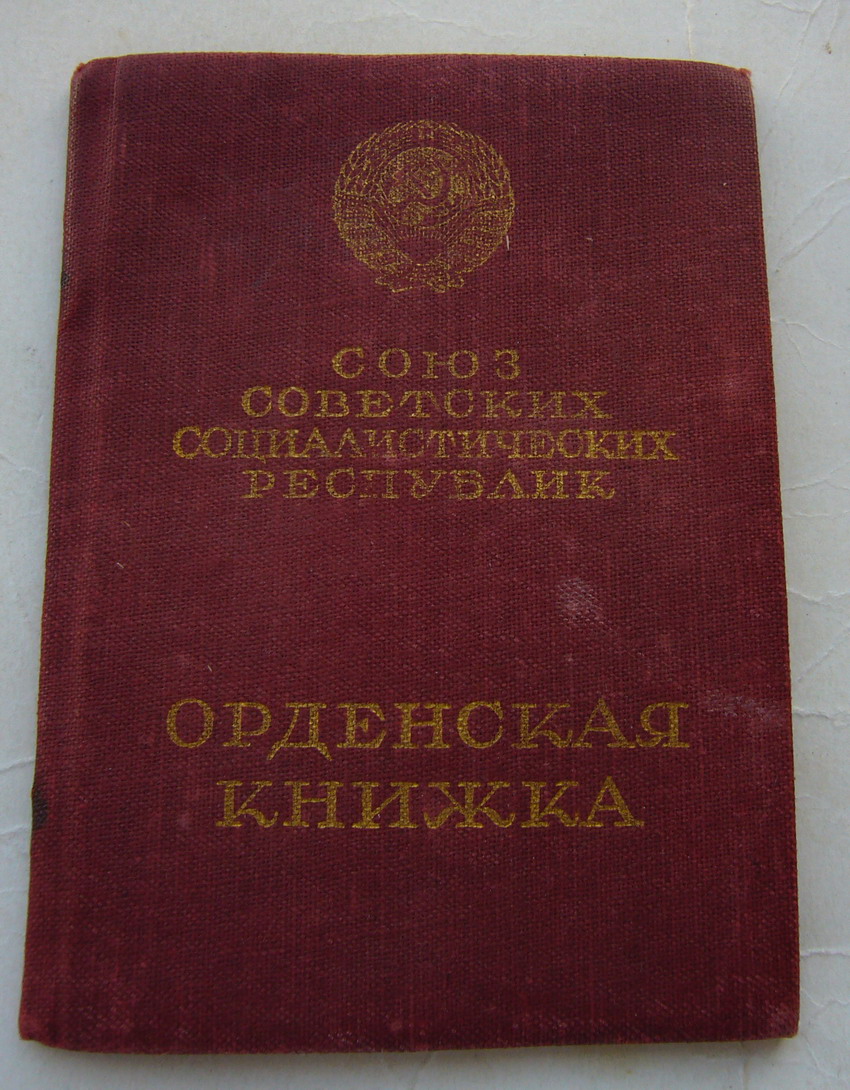 СОЮЗ
СОВЕТСКИХ
СОЦИАЛИСТИЧЕСКИХ
РЕСПУБЛИК
ОРДЕНСКАЯ
КНИЖКА